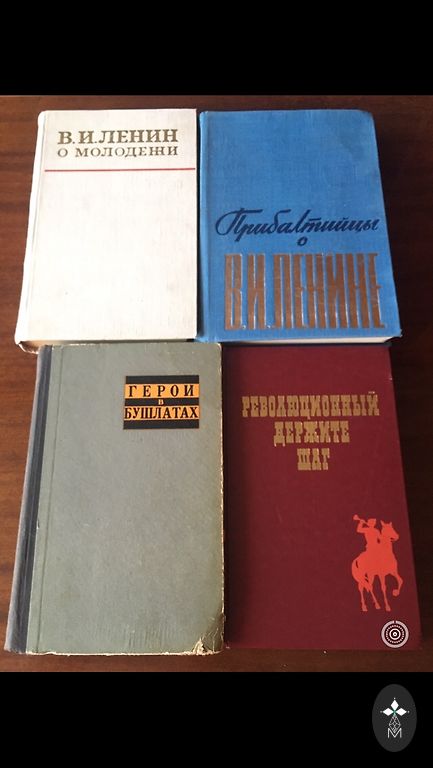 В.И.ЛЕНИН
О МОЛОДЕЖИ
Прибалтийцы
о
В.И.ЛЕНИНЕ
ГЕРОИ
В
БУШЛАТАХ
РЕВОЛЮЦИОННЫЙ
ДЕРЖИТЕ
ШАГ
М